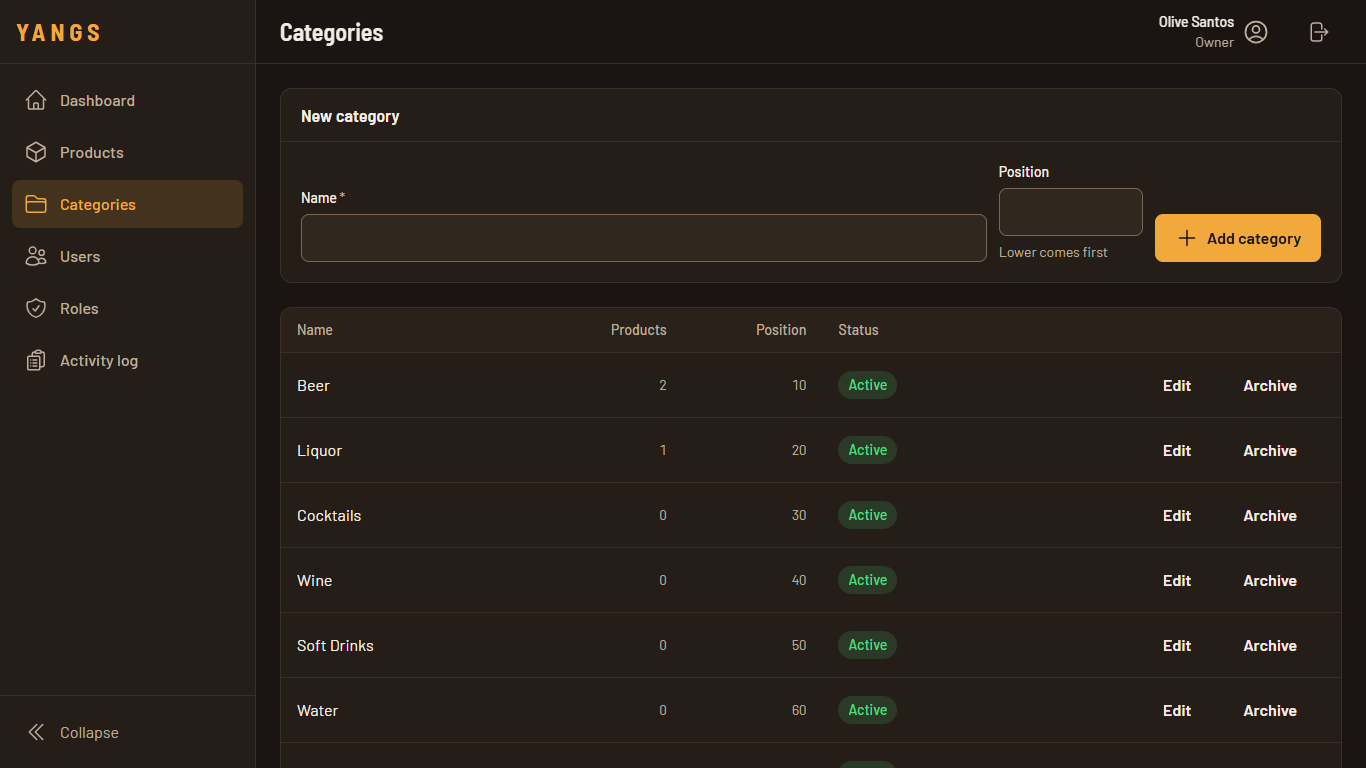 YANGS
Categories
Olive Santos
Owner
Dashboard
Products
Categories
Users
Roles
Activity log
Collapse
New category
Name *
Position
Lower comes first
Add category
Name Products Position Status
Beer 2 10 Active Edit Archive
Liquor 1 20 Active Edit Archive
Cocktails 0 30 Active Edit Archive
Wine 0 40 Active Edit Archive
Soft Drinks 0 50 Active Edit Archive
Water 0 60 Active Edit Archive